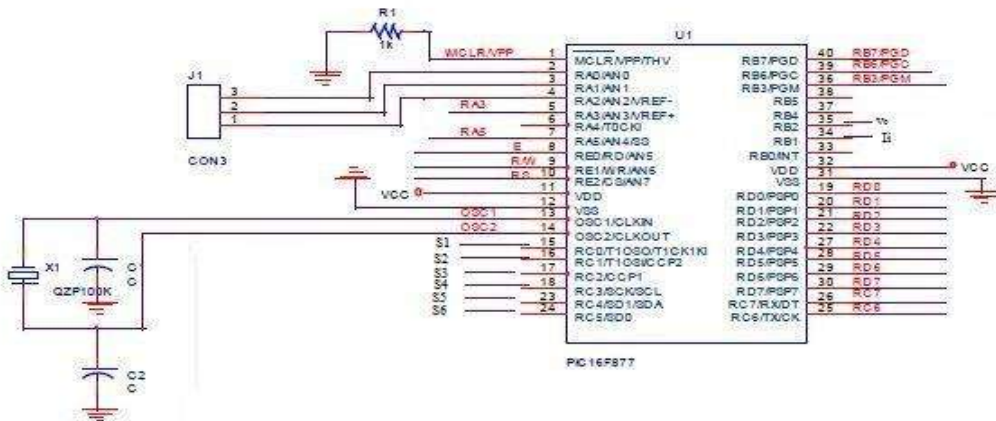 R1
1k
J1
3
2
1
CON3
MCLR/VPP
RA3
RA5
E
R/W
RS
VCC
OSC1
OSC2
X1
QZP100K
C
C2
C
S1
S2
S3
S4
S5
S6
U1
1
2
3
4
5
6
7
8
9
10
11
12
13
14
15
16
17
18
23
24
MCLR/VPP/THV
RA0/AN0
RA1/AN1
RA2/AN2/VREF-
RA3/AN3/VREF+
RA4/T0CKI
RA5/AN4/SS
RE0/RD/AN5
RE1/WR/AN6
RE2/CS/AN7
VDD
VSS
OSC1/CLKIN
OSC2/CLKOUT
RC0/T1OSO/T1CK1KI
RC1/T1OSI/CCP2
RC2/CCP1
RC3/SCK/SCL
RC4/SD1/SDA
RC5/SD0
RB7/PGD
RB6/PGC
RB3/PGM
RB5
RB4
RB2
RB1
RB0/INT
VDD
VSS
RD0/PSP0
RD1/PSP1
RD2/PSP2
RD3/PSP3
RD4/PSP4
RD5/PSP5
RD6/PSP6
RD7/PSP7
RC7/RX/DT
RC6/TX/CK
40
39
36
38
37
35
34
33
32
31
19
20
21
22
27
28
29
30
26
25
RB7/PGD
RB6/PGC
RB3/PGM
Ii
VCC
RD0
RD1
RD2
RD3
RD4
RD5
RD6
RD7
RC7
RC6
PIC16F877